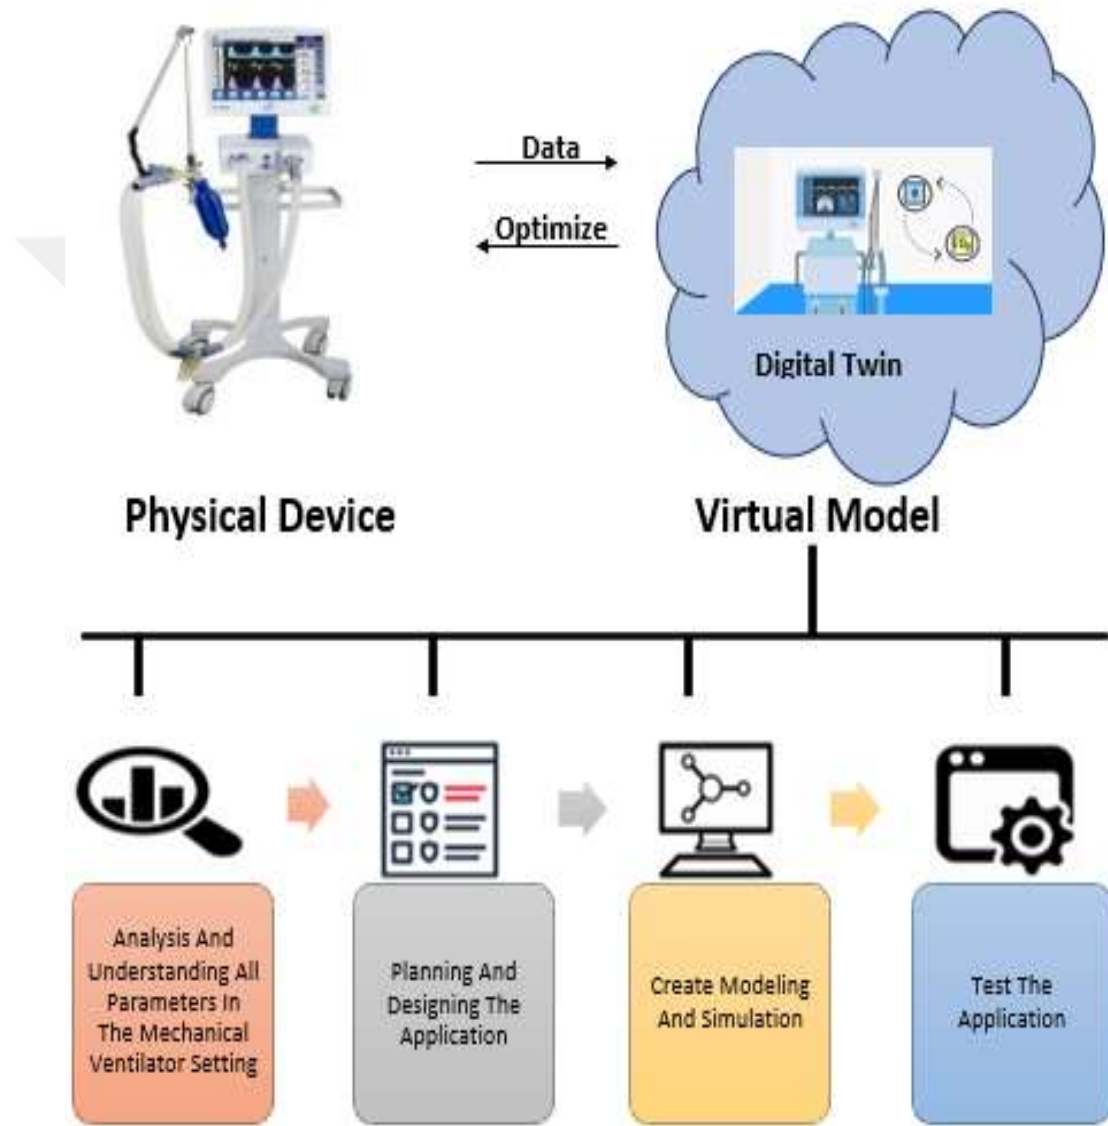 Data
Optimize
Digital Twin
Physical Device
Virtual Model
Analysis And
Understanding All
Parameters In
The Mechanical
Ventilator Setting
Planning And
Designing The
Application
Create Modeling
And Simulation
Test The
Application